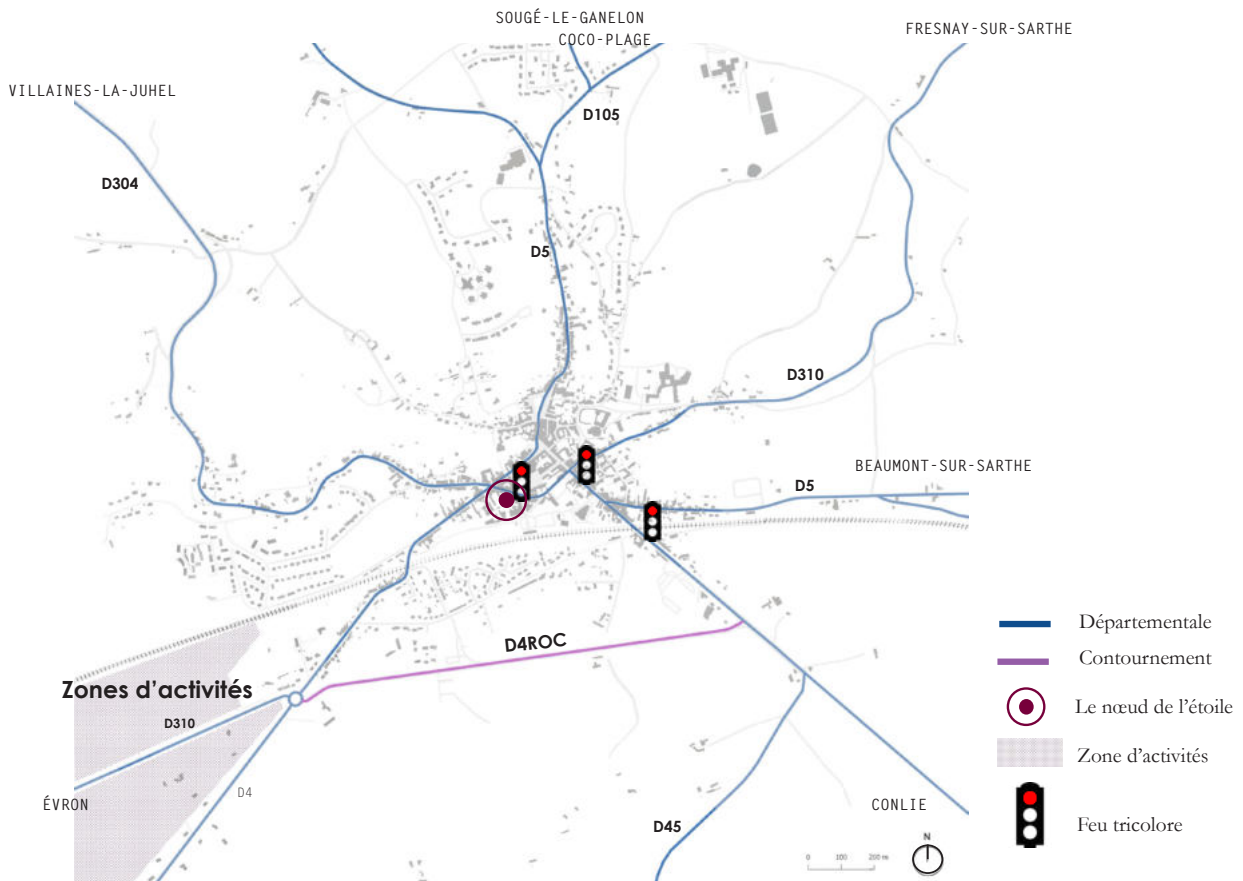 SOUGÉ-LE-GANELON
COCO-PLAGE
FRESNAY-SUR-SARTHE
VILLAINES-LA-JUHEL
D105
D304
D5
D310
BEAUMONT-SUR-SARTHE
D5
D4ROC
Zones d’activités
D310
D4
ÉVRON
CONLIE
D45
Départementale
Contournement
Le nœud de l’étoile
Zone d’activités
Feu tricolore
N
0 100 200 m